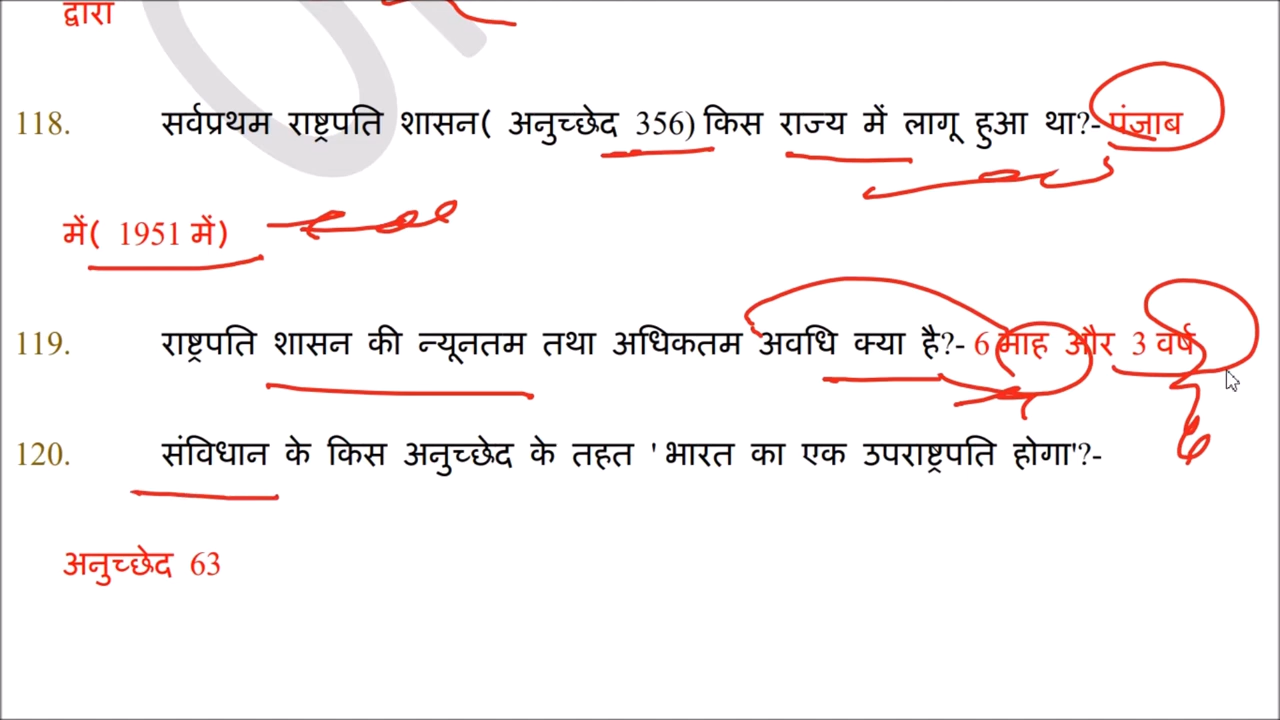 द्वारा
118. सर्वप्रथम राष्ट्रपति शासन( अनुच्छेद 356) किस राज्य में लागू हुआ था?- पंजाब
में( 1951 में)
119. राष्ट्रपति शासन की न्यूनतम तथा अधिकतम अवधि क्या है?- 6 माह और 3 वर्ष
120. संविधान के किस अनुच्छेद के तहत ' भारत का एक उपराष्ट्रपति होगा'?-
अनुच्छेद 63